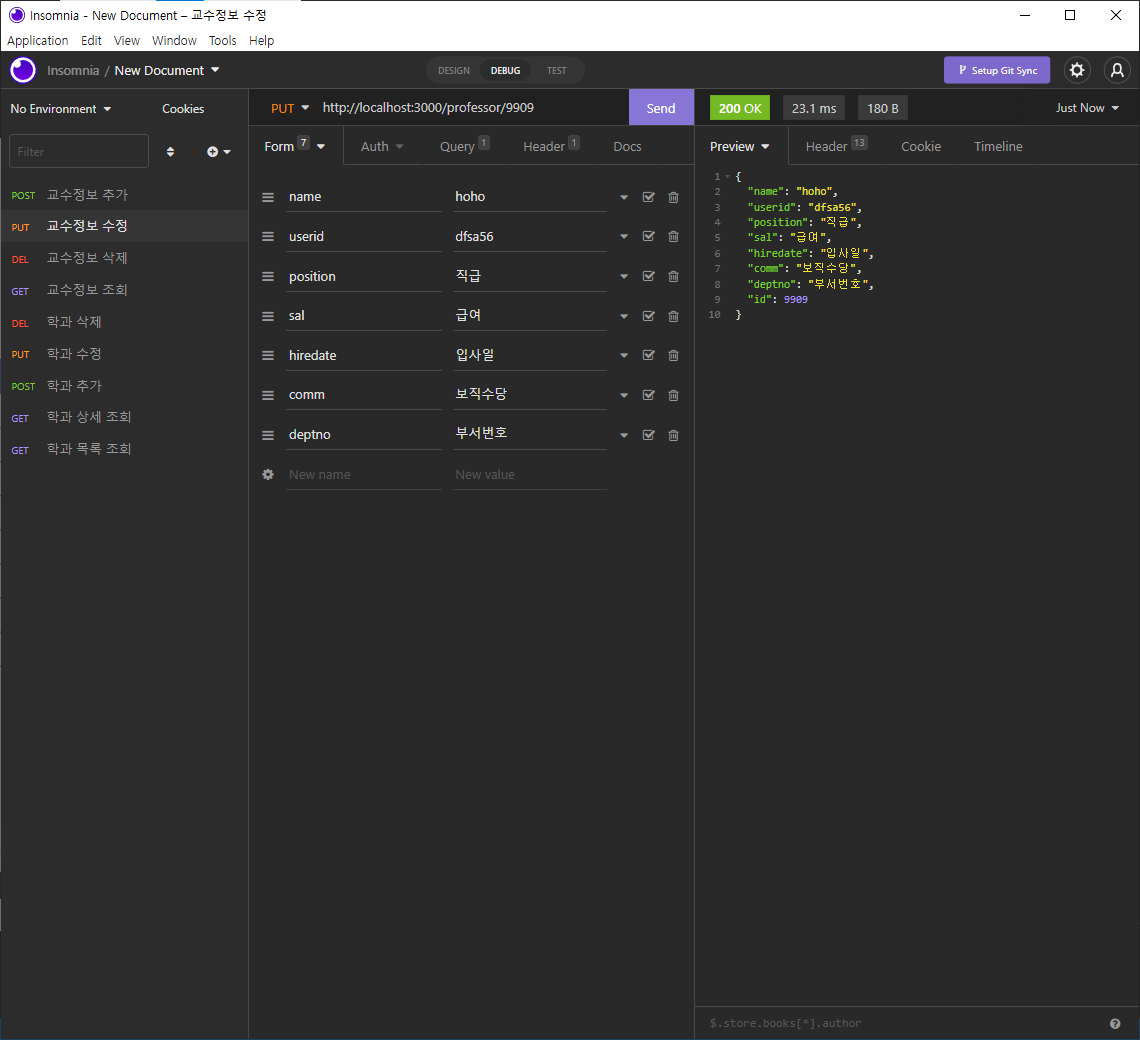 Insomnia - New Document – 교수정보 수정
Application Edit View Window Tools Help
Insomnia / New Document
DESIGN DEBUG TEST
Setup Git Sync
No Environment Cookies
Filter
POST 교수정보 추가
PUT 교수정보 수정
DEL 교수정보 삭제
GET 교수정보 조회
DEL 학과 삭제
PUT 학과 수정
POST 학과 추가
GET 학과 상세 조회
GET 학과 목록 조회
PUT http://localhost:3000/professor/9909 Send
Form 7 Auth Query 1 Header 1 Docs
name hoho
userid dfsa56
position 직급
sal 급여
hiredate 입사일
comm 보직수당
deptno 부서번호
New name New value
200 OK 23.1 ms 180 B Just Now
Preview Header 13 Cookie Timeline
1 {
2 "name": "hoho",
3 "userid": "dfsa56",
4 "position": "직급",
5 "sal": "급여",
6 "hiredate": "입사일",
7 "comm": "보직수당",
8 "deptno": "부서번호",
9 "id": 9909
10 }
$.store.books[*].author